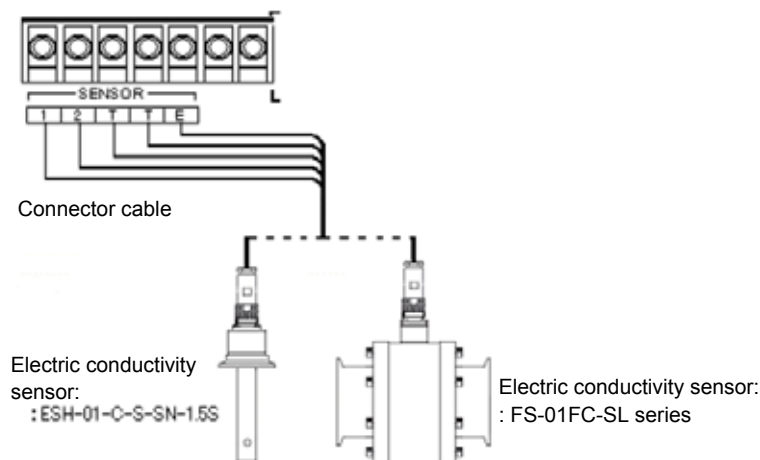 SENSOR
1 2 T T E
L
Connector cable
Electric conductivity
sensor:
:ESH-01-C-S-SN-1.5S
Electric conductivity sensor:
: FS-01FC-SL series